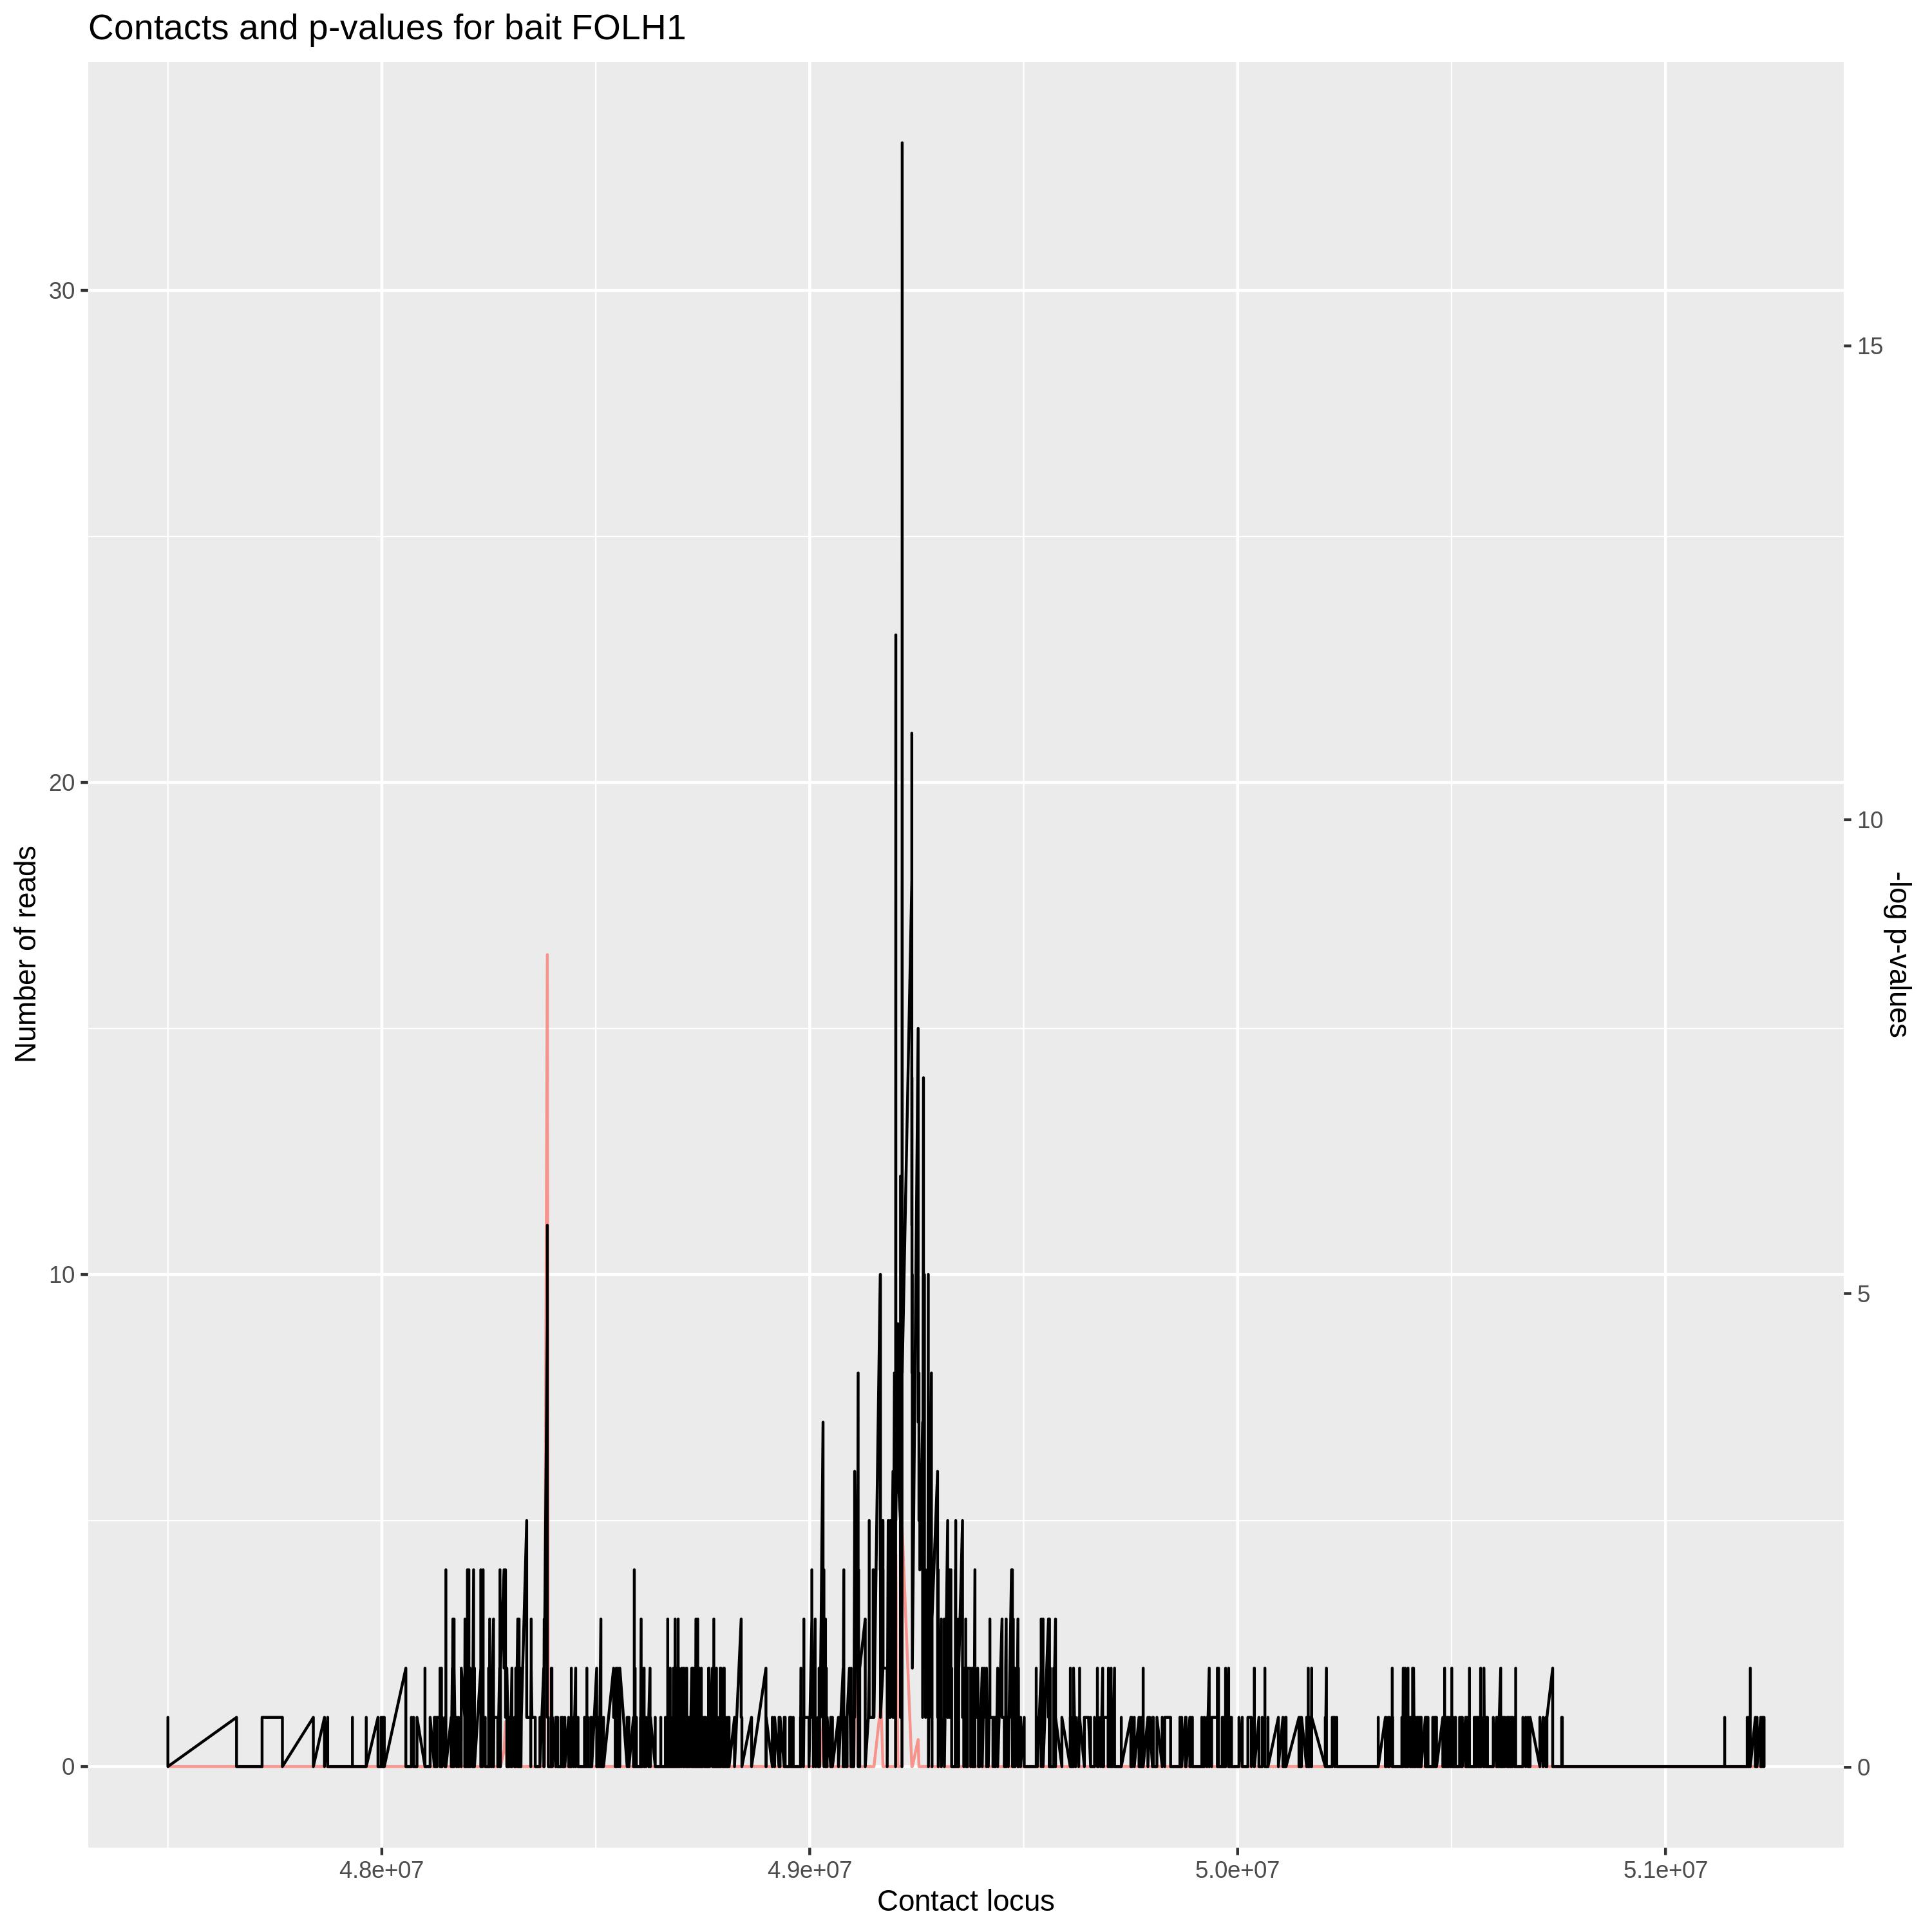 Contacts and p-values for bait FOLH1
30
20
10
0
Number of reads
15
10
5
0
-log p-values
4.8e+07 4.9e+07 5.0e+07 5.1e+07
Contact locus